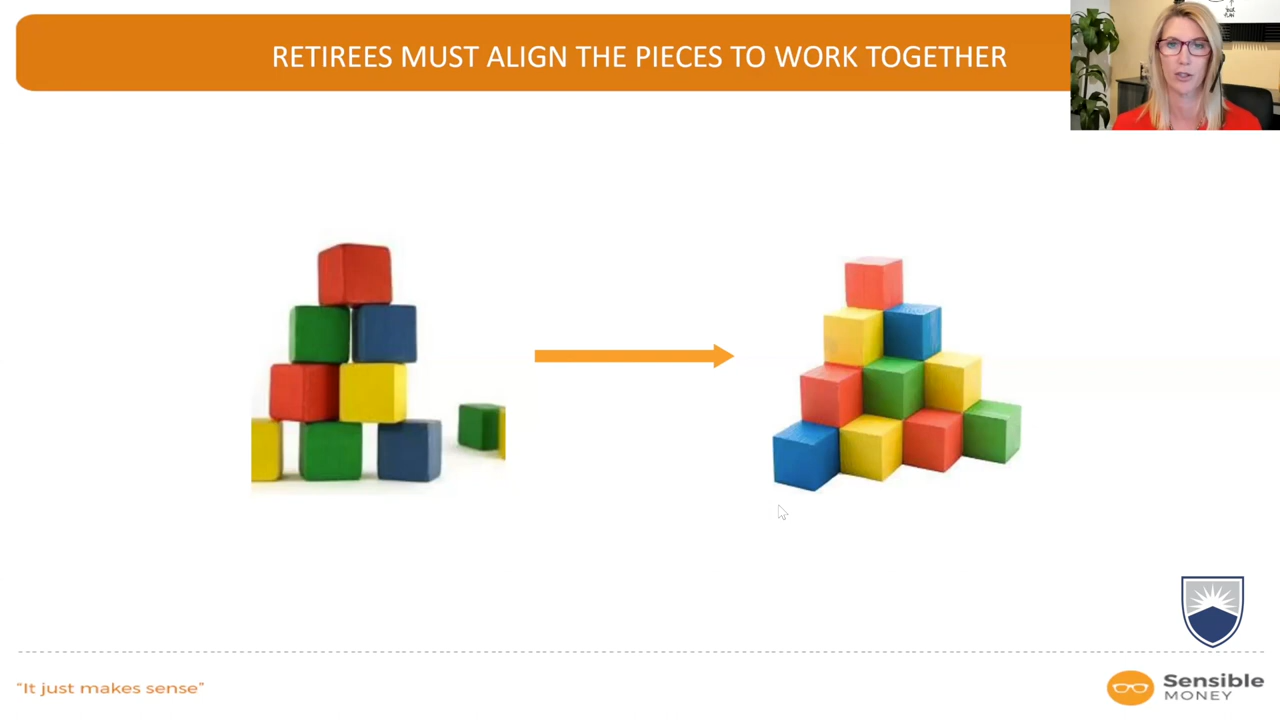 RETIREES MUST ALIGN THE PIECES TO WORK TOGETHER
"It just makes sense"
Sensible
MONEY